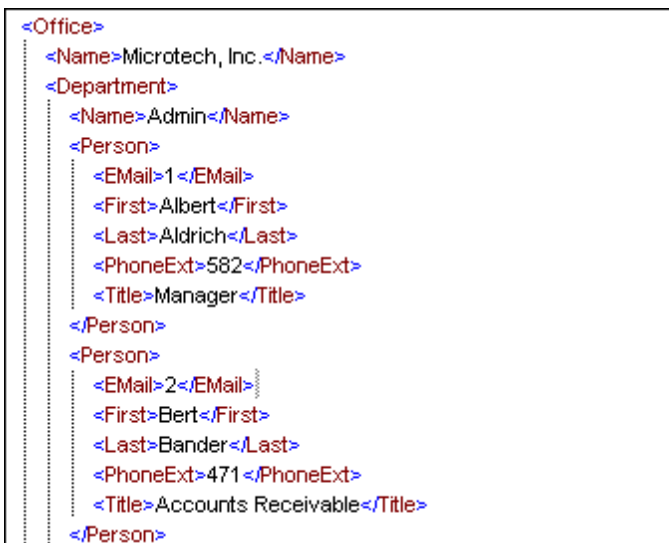 <Office>
<Name>Microtech, Inc.</Name>
<Department>
<Name>Admin</Name>
<Person>
<EMail>1</EMail>
<First>Albert</First>
<Last>Aldrich</Last>
<PhoneExt>582</PhoneExt>
<Title>Manager</Title>
</Person>
<Person>
<EMail>2</EMail>
<First>Bert</First>
<Last>Bander</Last>
<PhoneExt>471</PhoneExt>
<Title>Accounts Receivable</Title>
</Person>